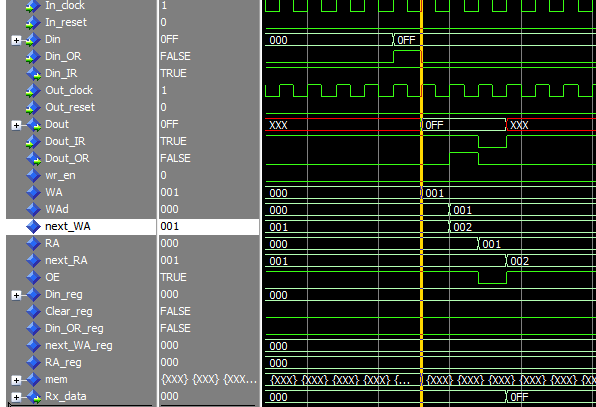 In_clock 1
In_reset 0
Din 0FF 000 0FF
Din_OR FALSE
Din_IR TRUE
Out_clock 1
Out_reset 0
Dout 0FF XXX 0FF XXX
Dout_IR TRUE
Dout_OR FALSE
wr_en 0
WA 001 000 001
WAd 000 000 001
next_WA 001 001 002
RA 000 000 001
next_RA 001 001 002
OE TRUE
Din_reg 000 000
Clear_reg FALSE
Din_OR_reg FALSE
next_WA_reg 000 000
RA_reg 000 000
mem {XXX} {XXX} {XXX... {XXX} {XXX} {XXX} {XXX} {... {XXX} {XXX} {XXX} {XXX} {XXX} {XXX}
Rx_data 000 000 0FF